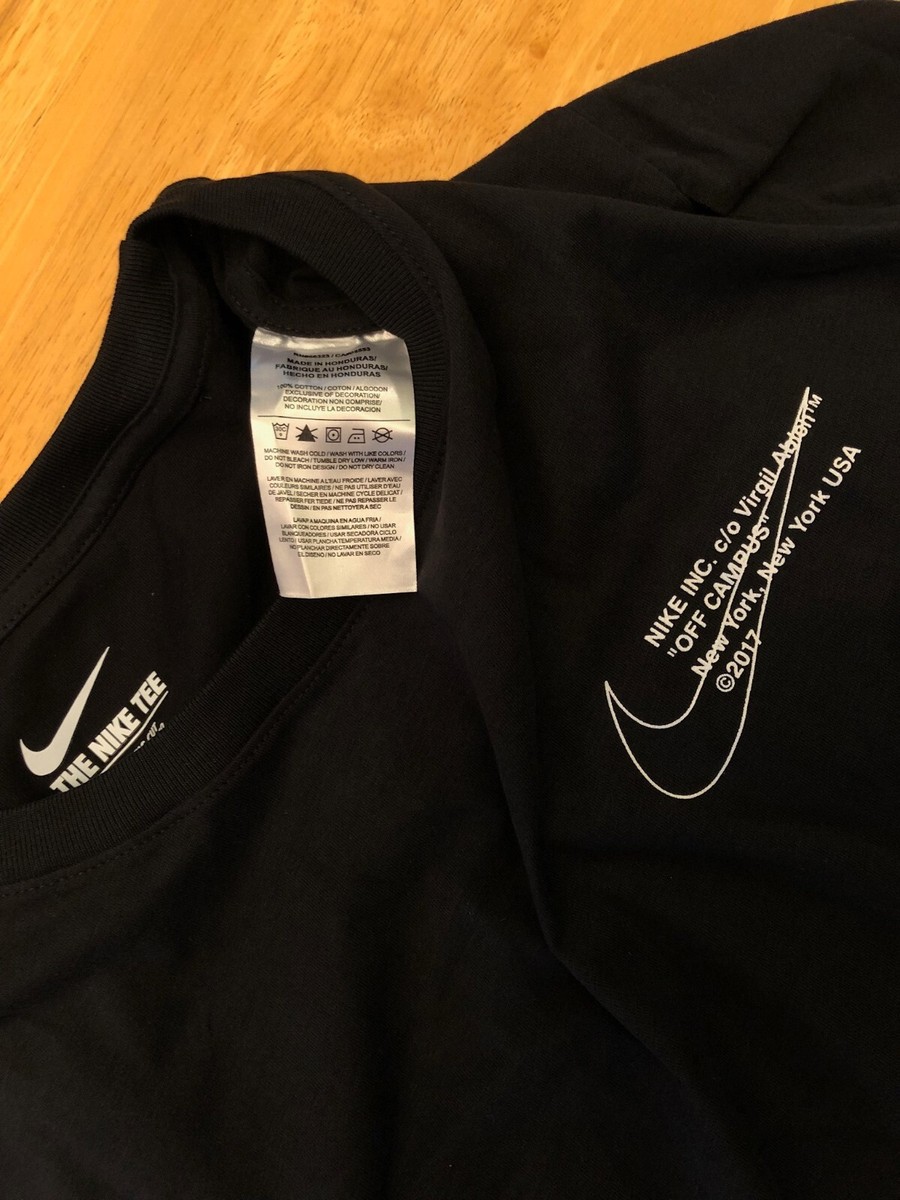 MADE IN HONDURAS/
FABRIQUE AU HONDURAS/
HECHO EN HONDURAS
100% COTTON / COTON / ALGODON
EXCLUSIVE OF DECORATION/
DECORATION NON COMPRISE/
NO INCLUYE LA DECORACION
MACHINE WASH COLD / WASH WITH LIKE COLORS /
DO NOT BLEACH / TUMBLE DRY LOW / WARM IRON /
DO NOT IRON DESIGN / DO NOT DRY CLEAN
LAVER EN MACHINE A L'EAU FROIDE / LAVER AVEC
COULEURS SIMILAIRES / NE PAS UTILISER D'EAU
DE JAVEL / SECHER EN MACHINE CYCLE DELICAT /
REPASSER FER TIEDE / NE PAS REPASSER LE
DESSIN / EN PAS NETTOYER A SEC
LAVAR A MAQUINA EN AGUA FRIA /
LAVAR CON COLORES SIMILARES / NO USAR
BLANQUEADORES / USAR SECADORA CICLO
LENTO / USAR PLANCHA TEMPERATURA MEDIA /
NO PLANCHAR DIRECTAMENTE SOBRE
EL DISENO / NO LAVAR EN SECO
THE NIKE TEE
NIKE INC. c/o Virgil Abloh™
"OFF CAMPUS"
New York, New York USA
©2017